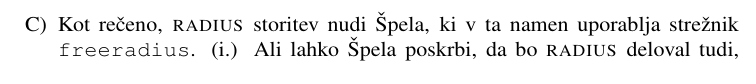 C) Kot rečeno, RADIUS storitev nudi Špela, ki v ta namen uporablja strežnik
freeradius. (i.) Ali lahko Špela poskrbi, da bo RADIUS deloval tudi,